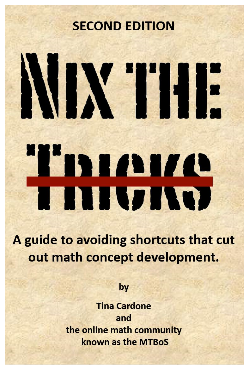 SECOND EDITION
NIX THE
TRICKS
A guide to avoiding shortcuts that cut
out math concept development.
by
Tina Cardone
and
the online math community
known as the MTBoS